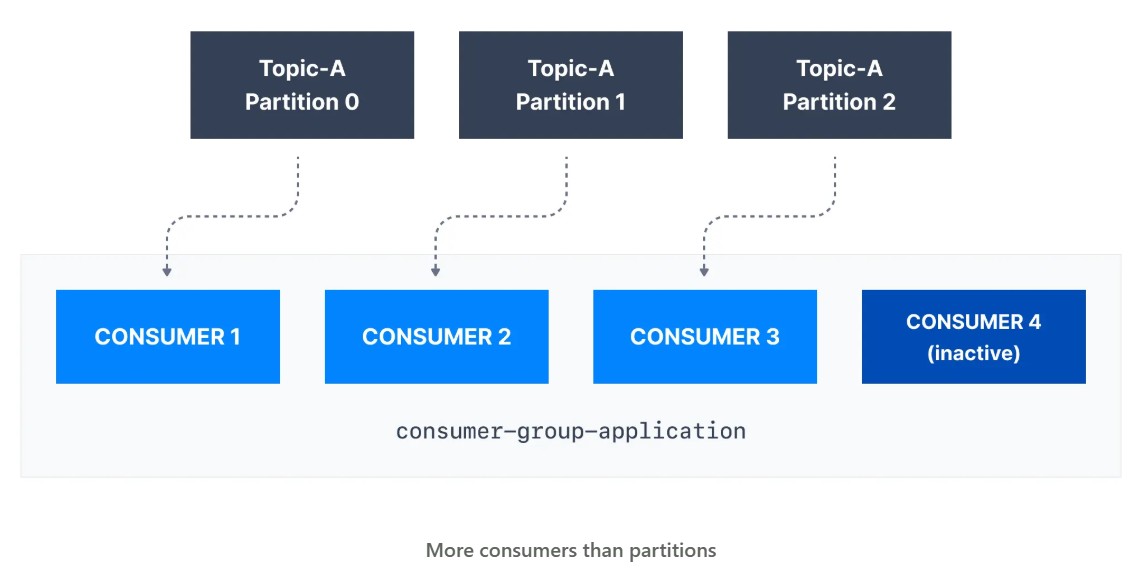 Topic-A
Partition 0
Topic-A
Partition 1
Topic-A
Partition 2
CONSUMER 1
CONSUMER 2
CONSUMER 3
CONSUMER 4
(inactive)
consumer-group-application
More consumers than partitions